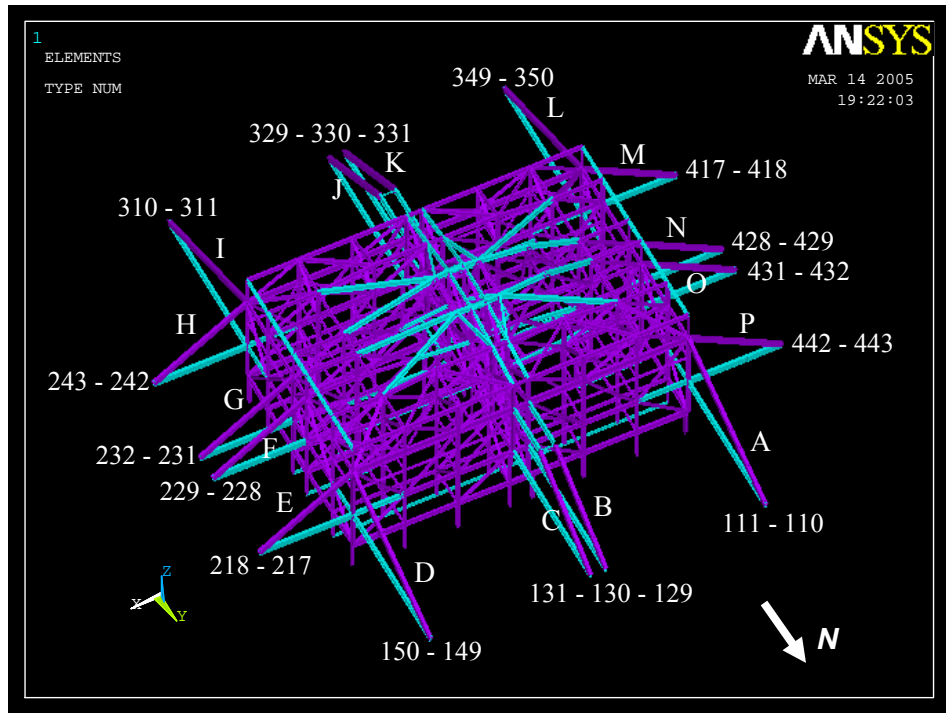 1
ELEMENTS
TYPE NUM
ANSYS
MAR 14 2005
19:22:03
349 - 350
L
329 - 330 - 331
K
J
M
417 - 418
310 - 311
I
N
428 - 429
431 - 432
O
H
P
442 - 443
243 - 242
G
A
232 - 231
F
229 - 228
E
B
C
111 - 110
218 - 217
D
131 - 130 - 129
150 - 149
Z
X
Y
N